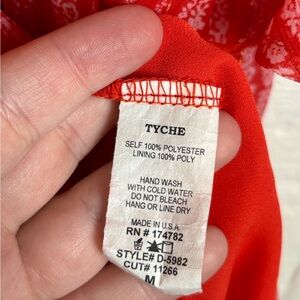 TYCHE
SELF 100% POLYESTER
LINING 100% POLY
HAND WASH
WITH COLD WATER
DO NOT BLEACH
HANG OR LINE DRY
MADE IN U.S.A
RN # 174782
STYLE# D-5982
CUT# 11266
M